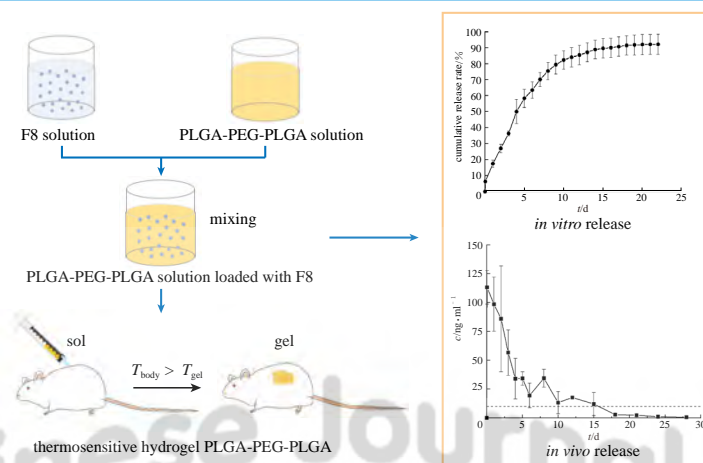 F8 solution
PLGA-PEG-PLGA solution
mixing
PLGA-PEG-PLGA solution loaded with F8
sol
gel
T_body > T_gel
thermosensitive hydrogel PLGA-PEG-PLGA
cumulative release rate/%
100
90
80
70
60
50
40
30
20
10
0
5
10
15
20
25
t/d
in vitro release
c/ng·ml⁻¹
150
125
100
75
50
25
0
5
10
15
20
25
30
t/d
in vivo release
nese Journ